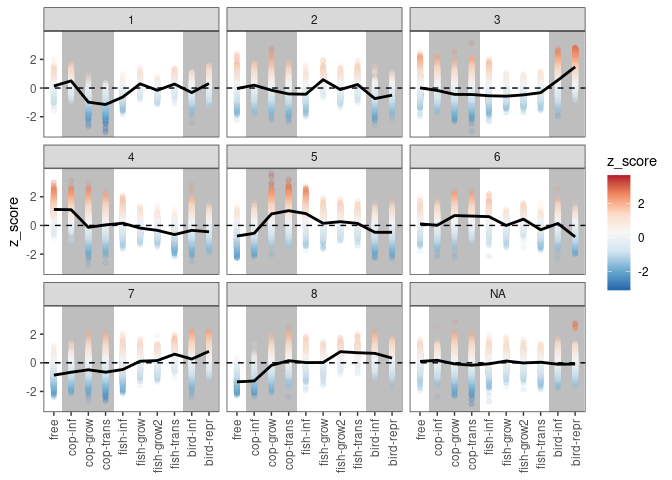 1 2 3
2
0
-2
4 5 6
2
0
-2
z_score
z_score
2
0
-2
7 8 NA
2
0
-2
free cop-inf cop-grow cop-trans fish-inf fish-grow fish-grow2 fish-trans bird-inf bird-repr free cop-inf cop-grow cop-trans fish-inf fish-grow fish-grow2 fish-trans bird-inf bird-repr free cop-inf cop-grow cop-trans fish-inf fish-grow fish-grow2 fish-trans bird-inf bird-repr